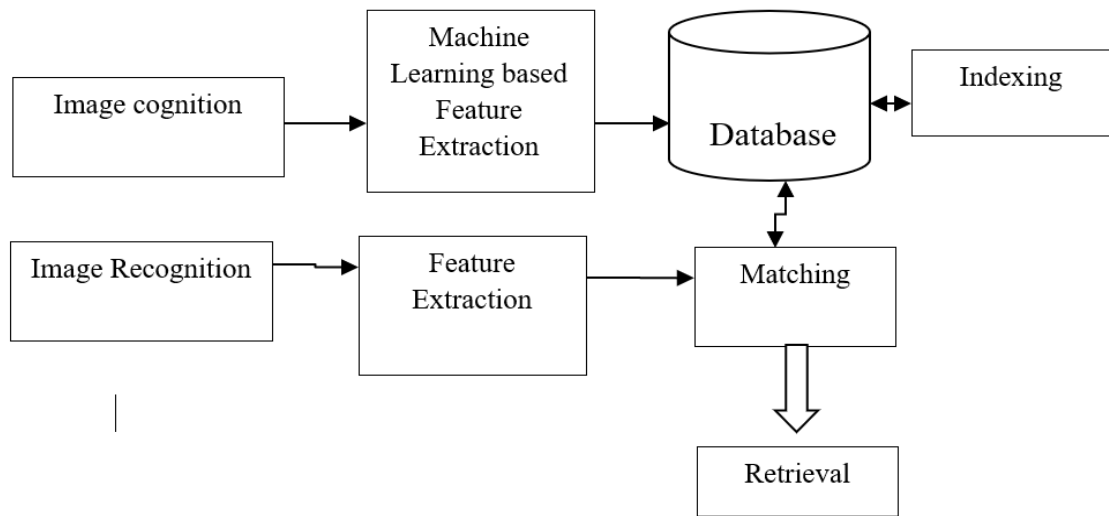 Image cognition
Machine
Learning based
Feature
Extraction
Database
Indexing
Image Recognition
Feature
Extraction
Matching
Retrieval